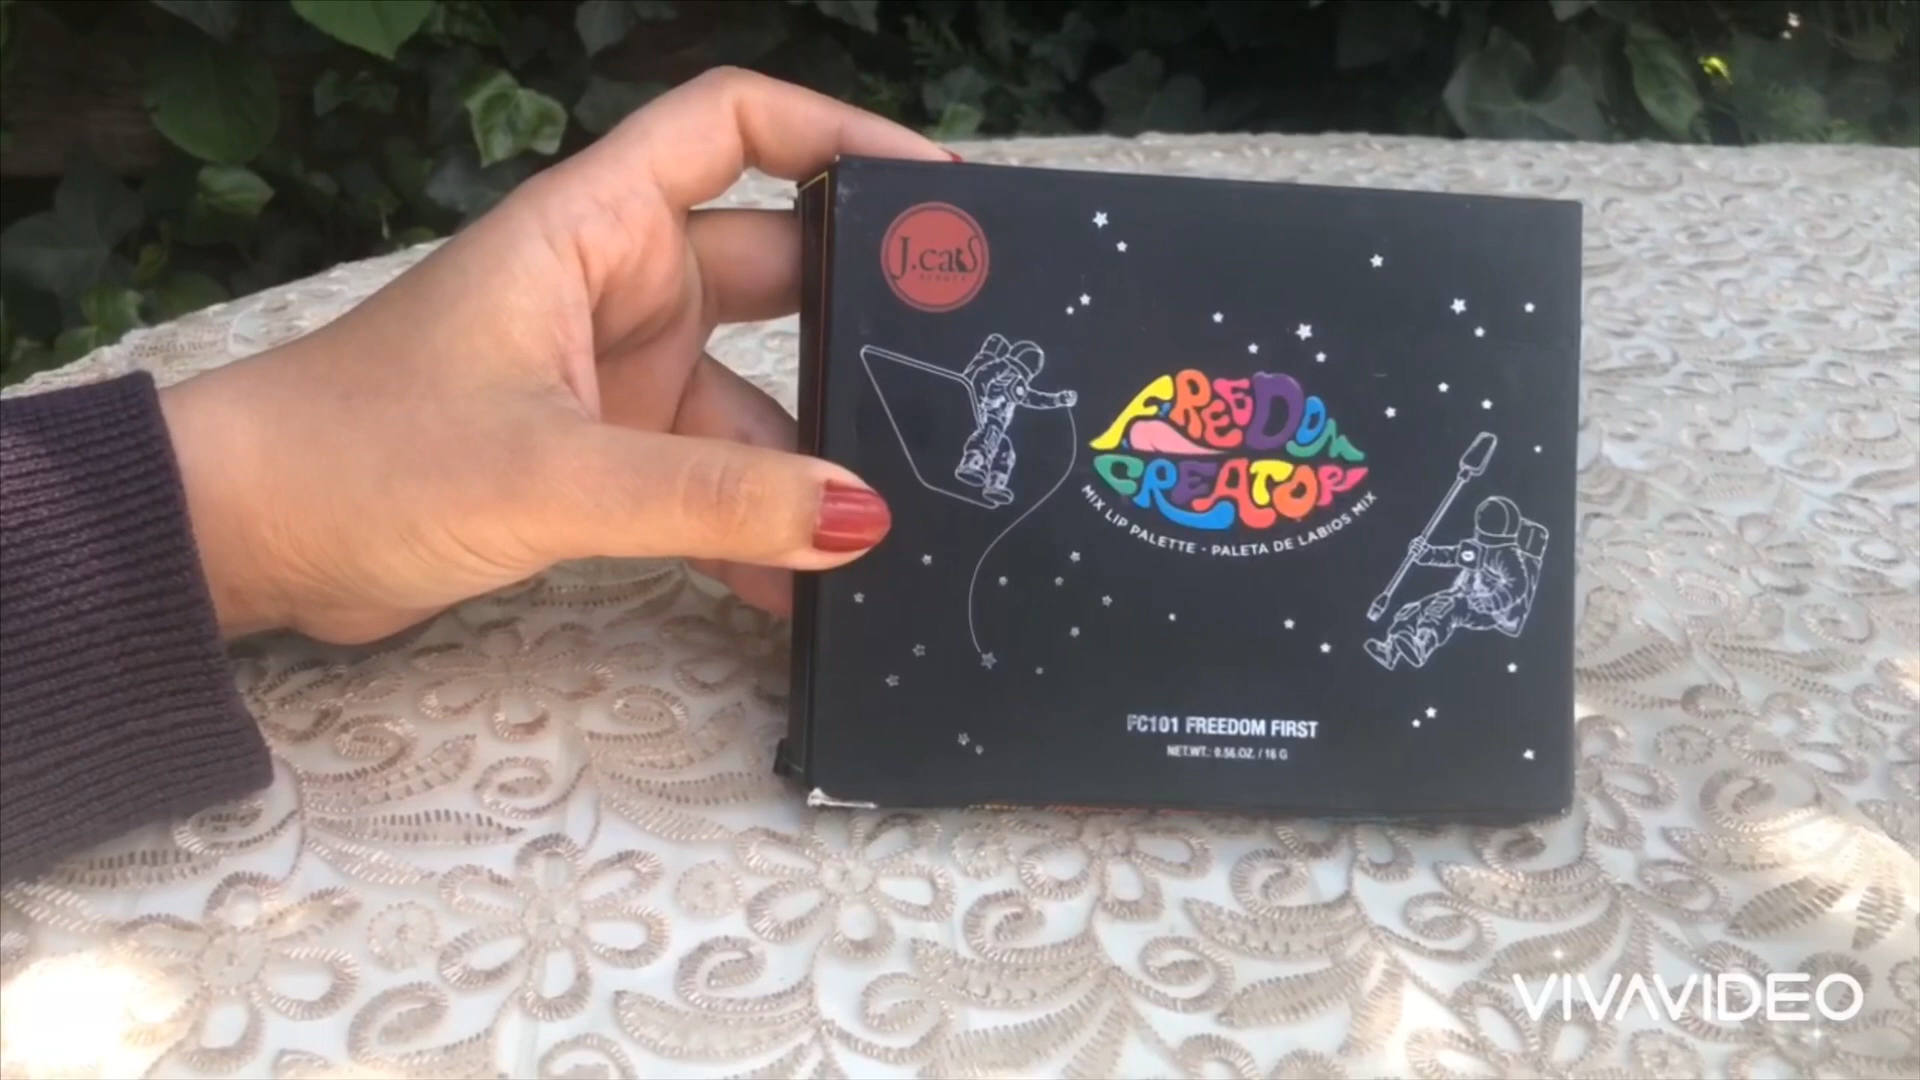 J.cat
BEAUTY
FREEDOM
CREATOR
MIX LIP PALETTE - PALETA DE LABIOS MIX
FC101 FREEDOM FIRST
NET.WT.: 0.56 OZ. / 16 G
VIVAVIDEO